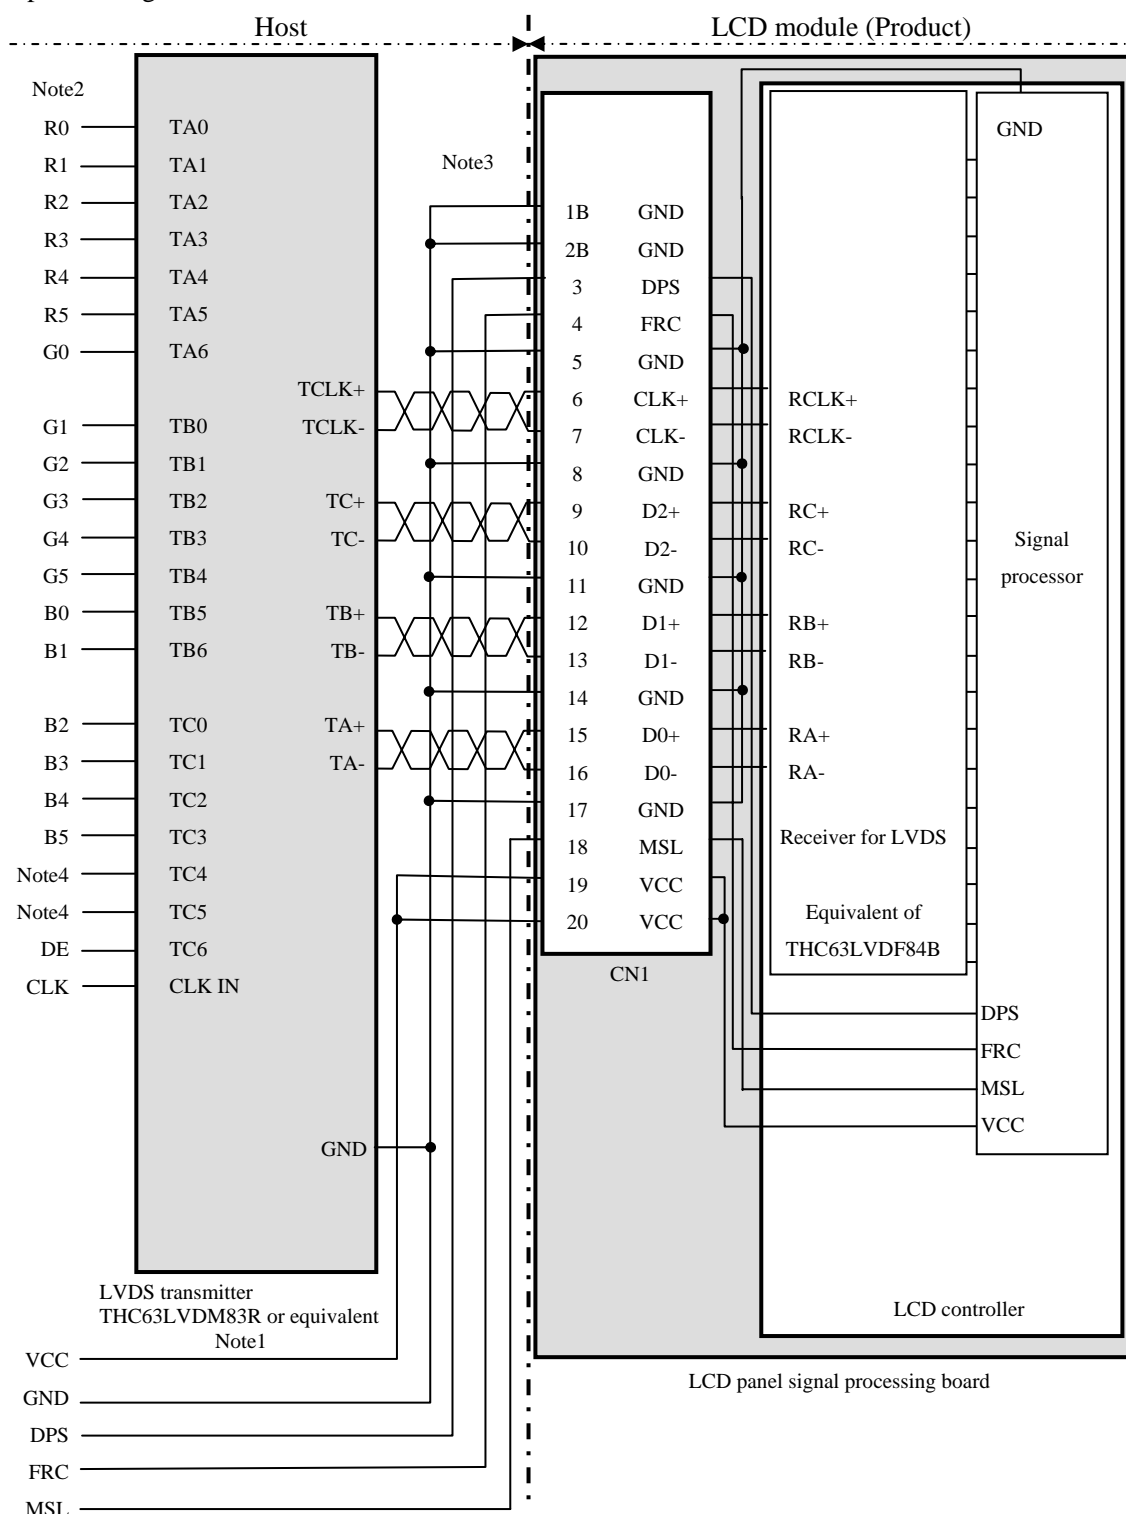 Host
LCD module (Product)
Note2
R0 TA0
R1 TA1
R2 TA2
R3 TA3
R4 TA4
R5 TA5
G0 TA6
G1 TB0
G2 TB1
G3 TB2
G4 TB3
G5 TB4
B0 TB5
B1 TB6
B2 TC0
B3 TC1
B4 TC2
B5 TC3
Note4 TC4
Note4 TC5
DE TC6
CLK CLK IN
TCLK+
TCLK-
TC+
TC-
TB+
TB-
TA+
TA-
GND
LVDS transmitter
THC63LVDM83R or equivalent
Note1
VCC
GND
DPS
FRC
MSL
Note3
1B GND
2B GND
3 DPS
4 FRC
5 GND
6 CLK+
7 CLK-
8 GND
9 D2+
10 D2-
11 GND
12 D1+
13 D1-
14 GND
15 D0+
16 D0-
17 GND
18 MSL
19 VCC
20 VCC
CN1
RCLK+
RCLK-
RC+
RC-
RB+
RB-
RA+
RA-
Receiver for LVDS
Equivalent of
THC63LVDF84B
GND
Signal
processor
DPS
FRC
MSL
VCC
LCD controller
LCD panel signal processing board